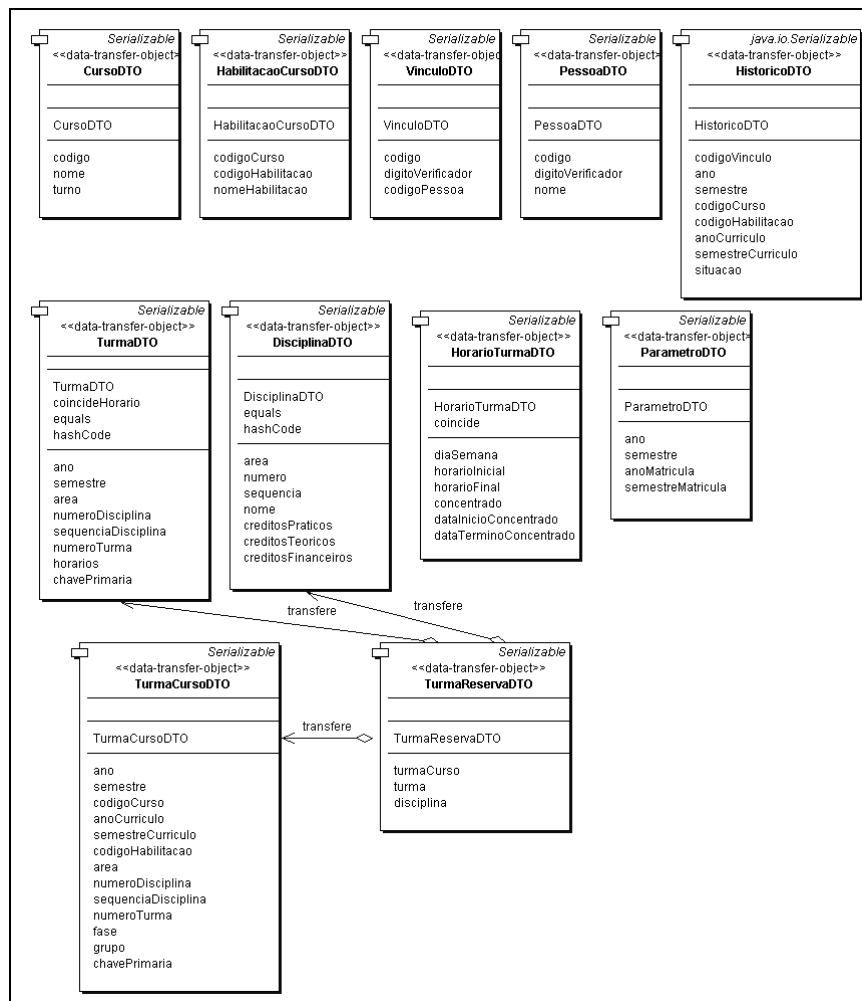 Serializable
<<data-transfer-object>>
CursoDTO
CursoDTO
codigo
nome
turno
Serializable
<<data-transfer-object>>
HabilitacaoCursoDTO
HabilitacaoCursoDTO
codigoCurso
codigoHabilitacao
nomeHabilitacao
Serializable
<<data-transfer-object>
VinculoDTO
VinculoDTO
codigo
digitoVerificador
codigoPessoa
Serializable
<<data-transfer-object>>
PessoaDTO
PessoaDTO
codigo
digitoVerificador
nome
java.io.Serializable
<<data-transfer-object>>
HistoricoDTO
HistoricoDTO
codigoVinculo
ano
semestre
codigoCurso
codigoHabilitacao
anoCurriculo
semestreCurriculo
situacao
Serializable
<<data-transfer-object>>
TurmaDTO
TurmaDTO
coincideHorario
equals
hashCode
ano
semestre
area
numeroDisciplina
sequenciaDisciplina
numeroTurma
horarios
chavePrimaria
Serializable
<<data-transfer-object>>
DisciplinaDTO
DisciplinaDTO
equals
hashCode
area
numero
sequencia
nome
creditosPraticos
creditosTeoricos
creditosFinanceiros
Serializable
<<data-transfer-object>>
HorarioTurmaDTO
HorarioTurmaDTO
coincide
diaSemana
horarioInicial
horarioFinal
concentrado
dataInicioConcentrado
dataTerminoConcentrado
Serializable
<<data-transfer-object>>
ParametroDTO
ParametroDTO
ano
semestre
anoMatricula
semestreMatricula
transfere
transfere
Serializable
<<data-transfer-object>>
TurmaCursoDTO
TurmaCursoDTO
ano
semestre
codigoCurso
anoCurriculo
semestreCurriculo
codigoHabilitacao
area
numeroDisciplina
sequenciaDisciplina
numeroTurma
fase
grupo
chavePrimaria
transfere
Serializable
<<data-transfer-object>>
TurmaReservaDTO
TurmaReservaDTO
turmaCurso
turma
disciplina